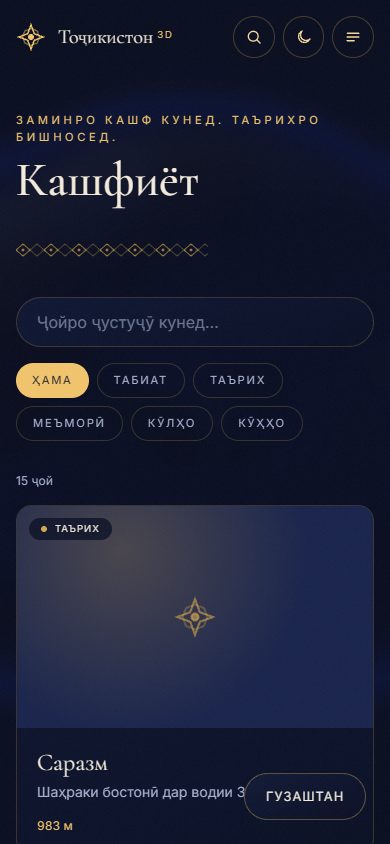 Тоҷикистон 3D
ЗАМИНРО КАШФ КУНЕД. ТАЪРИХРО
БИШНОСЕД.
Кашфиёт
Ҷойро ҷустуҷӯ кунед...
ҲАМА
ТАБИАТ
ТАЪРИХ
МЕЪМОРӢ
КӮЛҲО
КӮҲҲО
15 ҷой
ТАЪРИХ
Саразм
Шаҳраки бостонӣ дар водии З
ГУЗАШТАН
983 м